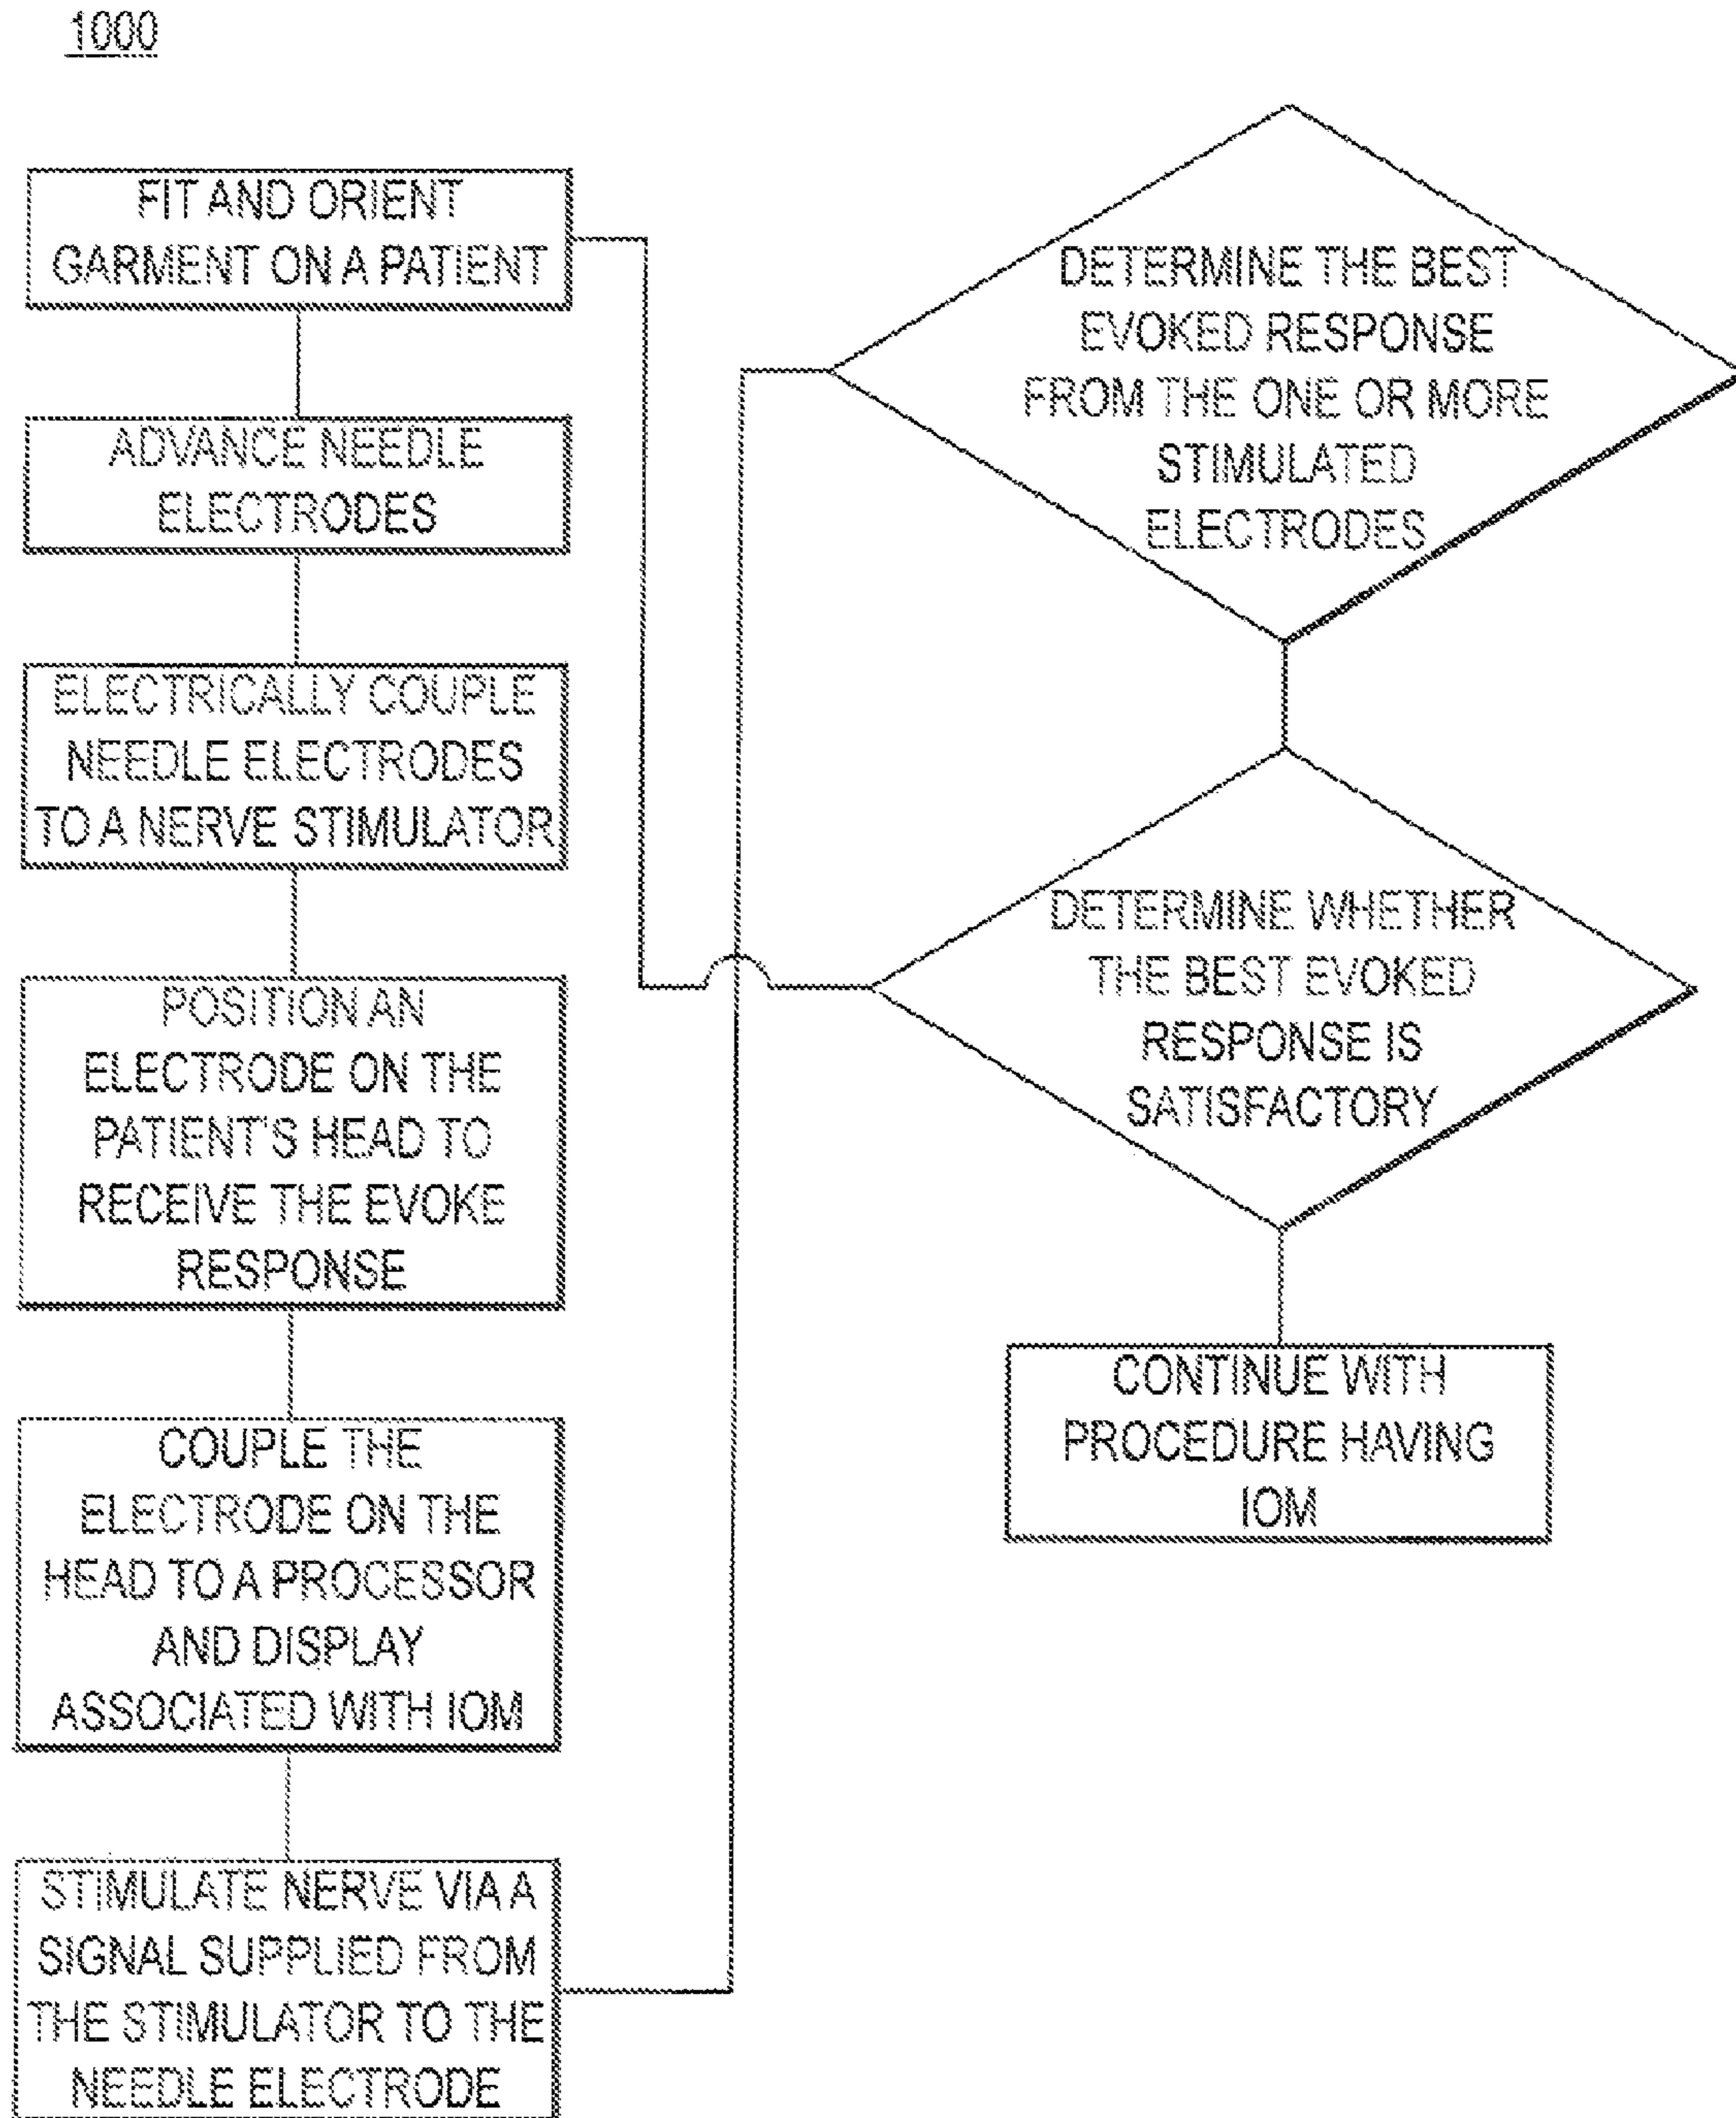 1000
FIT AND ORIENT
GARMENT ON A PATIENT
ADVANCE NEEDLE
ELECTRODES
ELECTRICALLY COUPLE
NEEDLE ELECTRODES
TO A NERVE STIMULATOR
POSITION AN
ELECTRODE ON THE
PATIENT'S HEAD TO
RECEIVE THE EVOKE
RESPONSE
COUPLE THE
ELECTRODE ON THE
HEAD TO A PROCESSOR
AND DISPLAY
ASSOCIATED WITH IOM
STIMULATE NERVE VIA A
SIGNAL SUPPLIED FROM
THE STIMULATOR TO THE
NEEDLE ELECTRODE
DETERMINE THE BEST
EVOKED RESPONSE
FROM THE ONE OR MORE
STIMULATED
ELECTRODES
DETERMINE WHETHER
THE BEST EVOKED
RESPONSE IS
SATISFACTORY
CONTINUE WITH
PROCEDURE HAVING
IOM